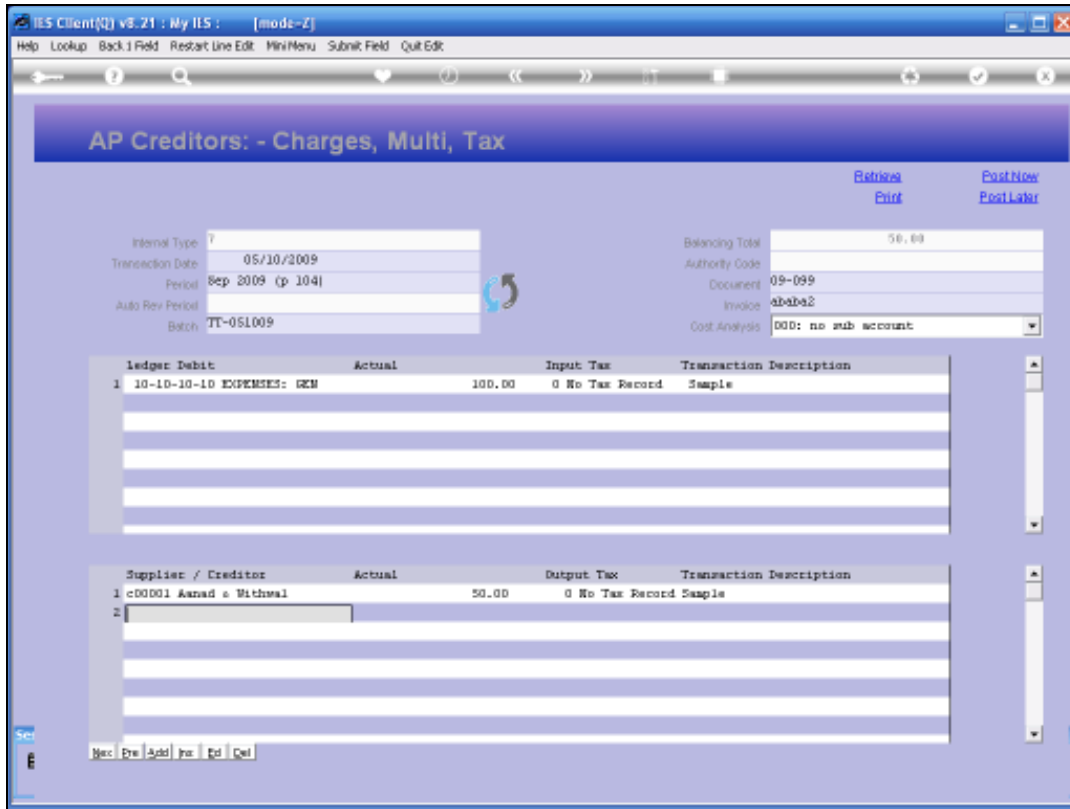 IES Client(Q) v8.21 : My IES : [mode-Z]
Help Lookup Back 1 Field Restart Line Edit MiniMenu Submit Field Quit Edit
AP Creditors: - Charges, Multi, Tax
Retrieve Post Now
Print Post Later
Internal Type 7 Balancing Total 50.00
Transaction Date 05/10/2009 Authority Code
Period Sep 2009 (p 104) Document 09-099
Auto Rev Period Invoice ababa2
Batch TT-051009 Cost Analysis 000: no sub account
Ledger Debit Actual Input Tax Transaction Description
1 10-10-10-10 EXPENSES: GEN 100.00 0 No Tax Record Sample
Supplier / Creditor Actual Output Tax Transaction Description
1 c00001 Aanad & Withwal 50.00 0 No Tax Record Sample
2
Nex Pre Add Ins Ed Del